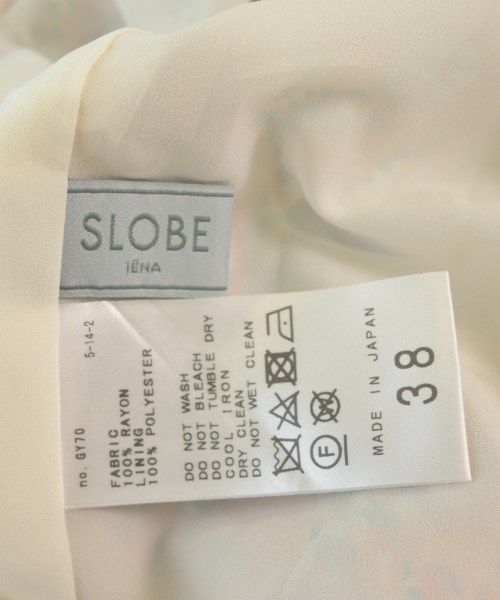 SLOBE
IÉNA
no. GY70
5-14-2
FABRIC
100% RAYON
LINING
100% POLYESTER
DO NOT WASH
DO NOT BLEACH
DO NOT TUMBLE DRY
COOL IRON
DRY CLEAN
DO NOT WET CLEAN
F
W
MADE IN JAPAN
38